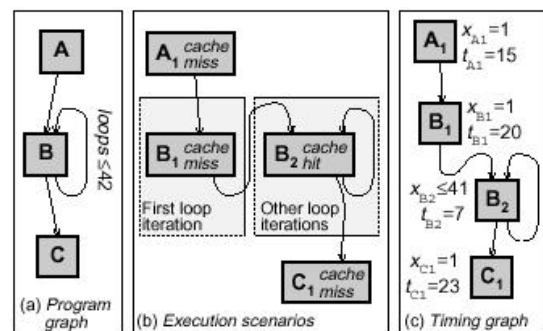 A
B
loops ≤42
C
(a) Program
graph
A1 cache
miss
B1 cache
miss
B2 cache
hit
First loop
iteration
Other loop
iterations
C1 cache
miss
(b) Execution scenarios
A1
xA1=1
tA1=15
B1
xB1=1
tB1=20
xB2≤41
tB2=7
B2
xC1=1
tC1=23
C1
(c) Timing graph